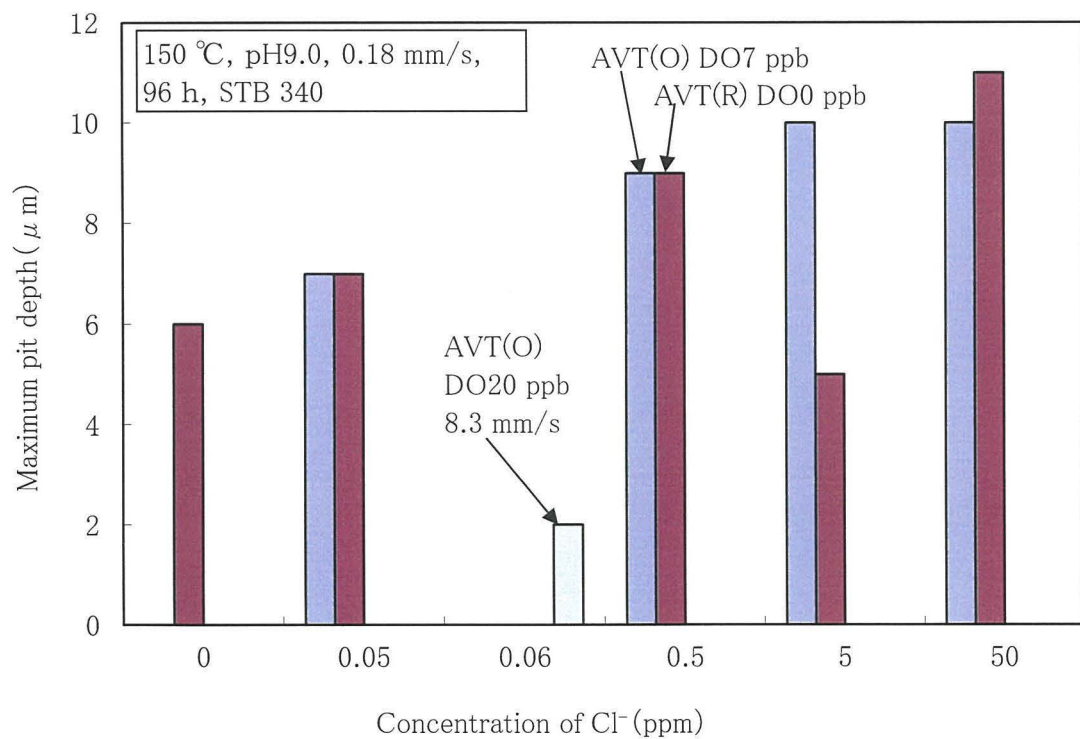 150 ℃, pH9.0, 0.18 mm/s,
96 h, STB 340
AVT(O) DO7 ppb
AVT(R) DO0 ppb
AVT(O)
DO20 ppb
8.3 mm/s
Maximum pit depth(μm)
12
10
8
6
4
2
0
0 0.05 0.06 0.5 5 50
Concentration of Cl⁻(ppm)